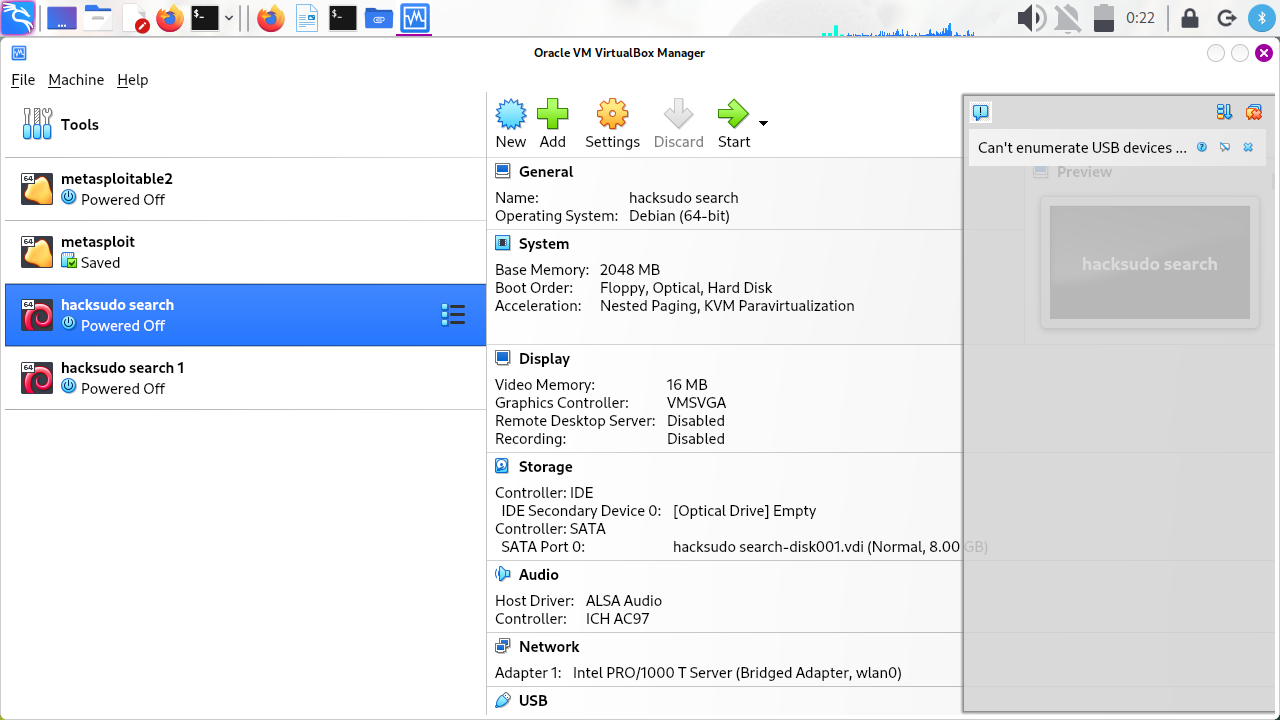 0:22
Oracle VM VirtualBox Manager
File Machine Help
Tools
64 metasploitable2
Powered Off
64 metasploit
Saved
64 hacksudo search
Powered Off
64 hacksudo search 1
Powered Off
New Add Settings Discard Start
General
Name: hacksudo search
Operating System: Debian (64-bit)
System
Base Memory: 2048 MB
Boot Order: Floppy, Optical, Hard Disk
Acceleration: Nested Paging, KVM Paravirtualization
Display
Video Memory: 16 MB
Graphics Controller: VMSVGA
Remote Desktop Server: Disabled
Recording: Disabled
Storage
Controller: IDE
IDE Secondary Device 0: [Optical Drive] Empty
Controller: SATA
SATA Port 0: hacksudo search-disk001.vdi (Normal, 8.00 GB)
Audio
Host Driver: ALSA Audio
Controller: ICH AC97
Network
Adapter 1: Intel PRO/1000 T Server (Bridged Adapter, wlan0)
USB
Can't enumerate USB devices ...
Preview
hacksudo search